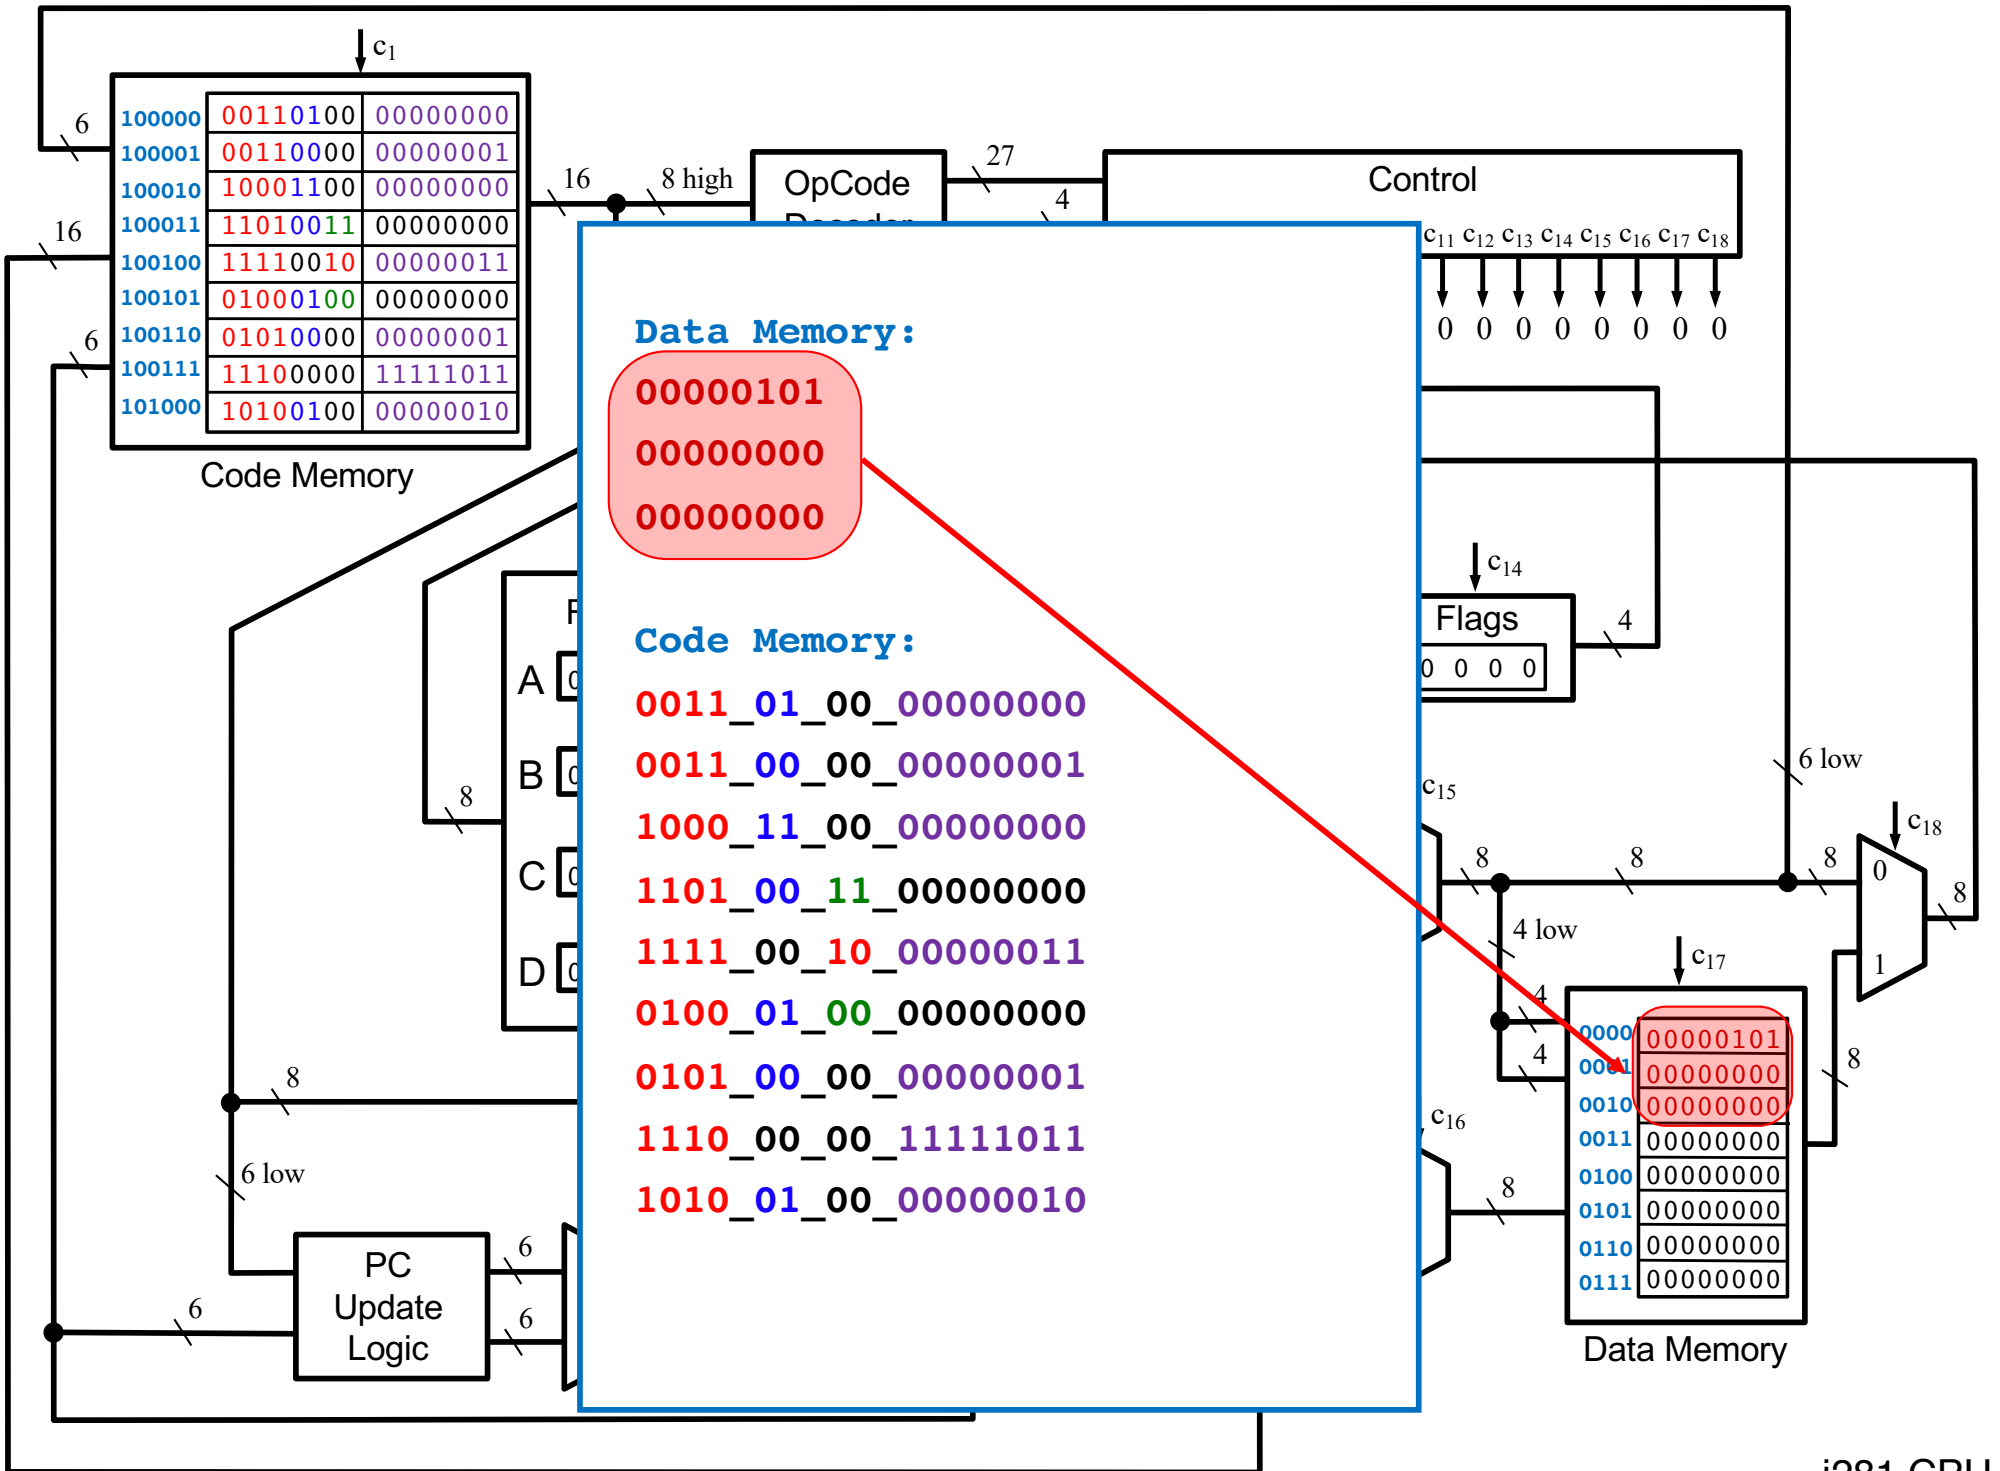 c1
6
16
6
100000 00110100 00000000
100001 00110000 00000001
100010 10001100 00000000
100011 11010011 00000000
100100 11110010 00000011
100101 01000100 00000000
100110 01010000 00000001
100111 11100000 11111011
101000 10100100 00000010
Code Memory
16
8 high
OpCode
27
4
Control
c11 c12 c13 c14 c15 c16 c17 c18
0 0 0 0 0 0 0 0
Data Memory:
00000101
00000000
00000000
Code Memory:
0011_01_00_00000000
0011_00_00_00000001
1000_11_00_00000000
1101_00_11_00000000
1111_00_10_00000011
0100_01_00_00000000
0101_00_00_00000001
1110_00_00_11111011
1010_01_00_00000010
A
B
C
D
8
8
6 low
6
PC
Update
Logic
6
6
c14
Flags
0 0 0 0
4
6 low
c15
c18
8
8
8
0
1
8
4 low
4
4
c17
c16
8
8
0000 00000101
0001 00000000
0010 00000000
0011 00000000
0100 00000000
0101 00000000
0110 00000000
0111 00000000
Data Memory